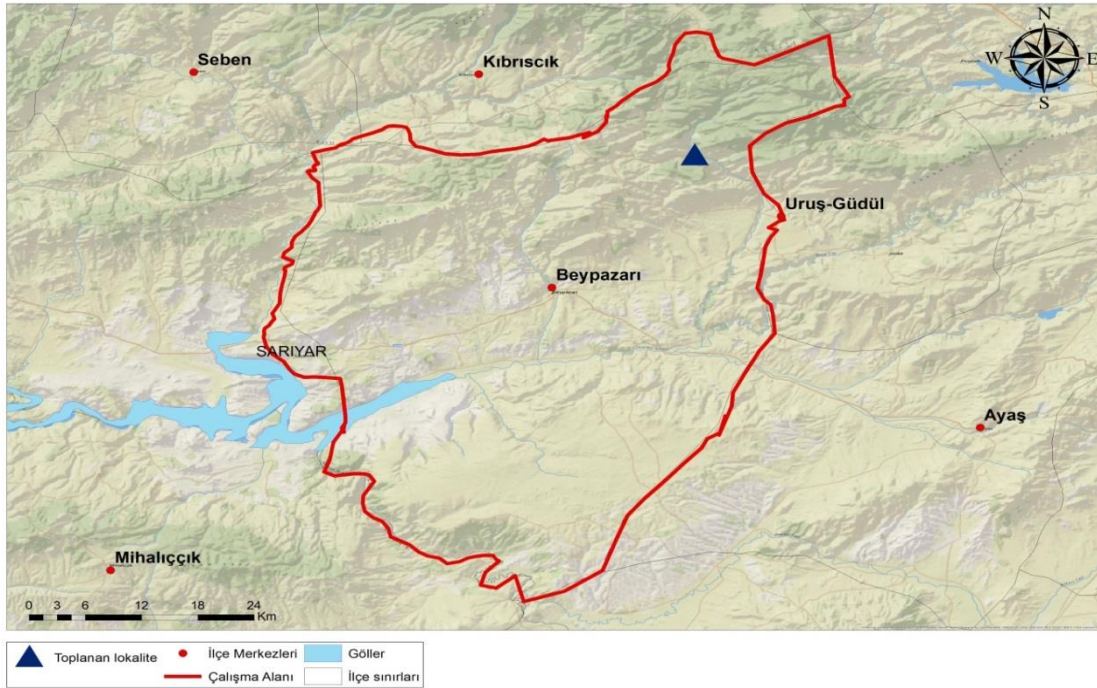 N
Seben
Kıbrıscık
W E
S
Uruş-Güdül
Beypazarı
SARIYAR
Ayaş
Mihalıççık
0 3 6 12 18 24
Km
Toplanan lokalite
İlçe Merkezleri
Göller
Çalışma Alanı
İlçe sınırları